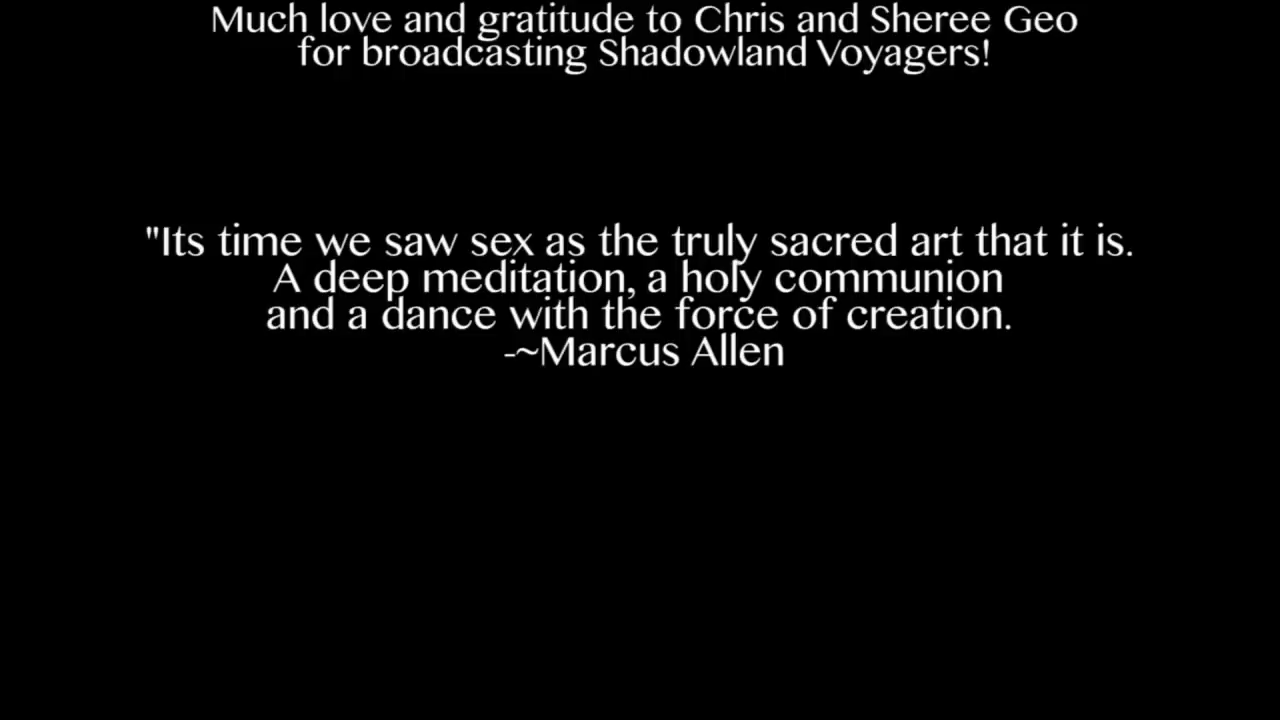 Much love and gratitude to Chris and Sheree Geo
for broadcasting Shadowland Voyagers!
"Its time we saw sex as the truly sacred art that it is.
A deep meditation, a holy communion
and a dance with the force of creation.
-~Marcus Allen